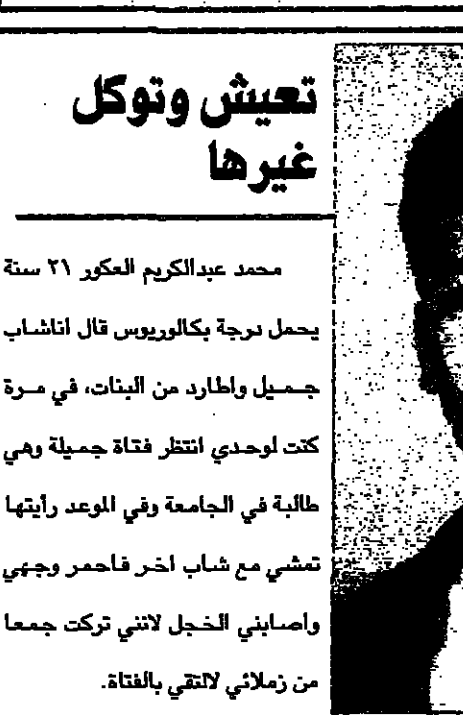 تعيش وتوكل
غيرها
محمد عبدالكريم العكور ٢١ سنة
يحمل درجة بكالوريوس قال اناشاب
جميل واطارد من البنات، في مرة
كنت لوحدي انتظر فتاة جميلة وهي
طالبة في الجامعة وفي الموعد رأيتها
تمشي مع شاب اخر فاحمر وجهي
واصابني الخجل لانني تركت جمعا
من زملائي لالتقي بالفتاة.